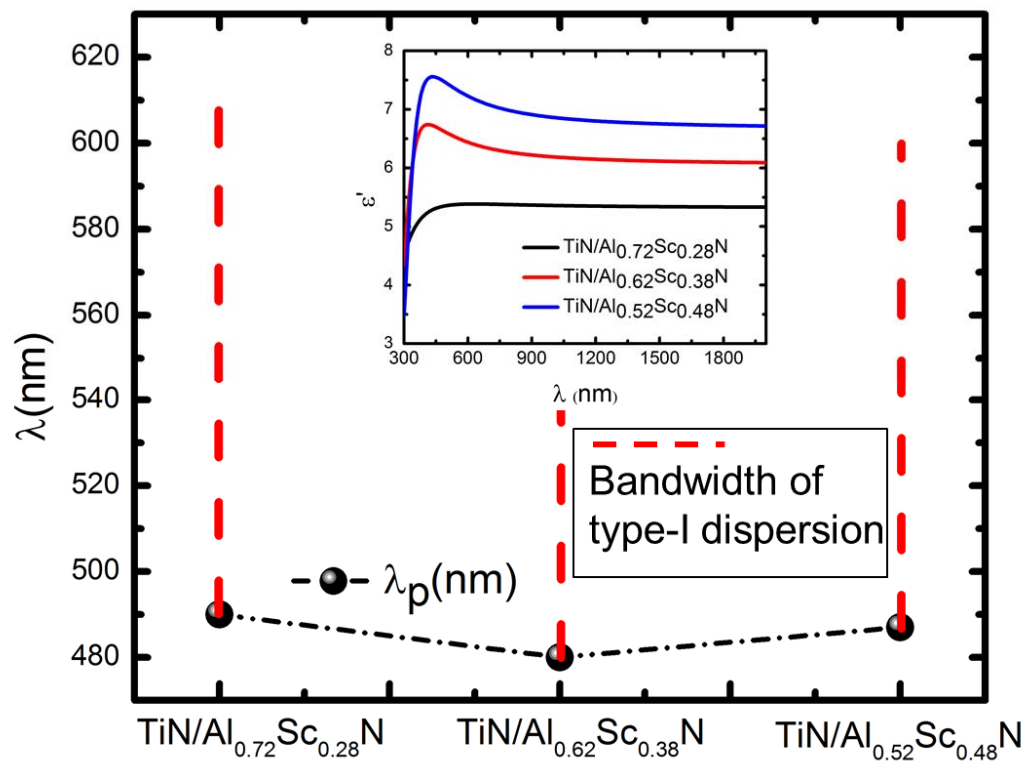 620
600
580
560
540
520
500
480
λ(nm)
8
7
6
5
4
3
ε'
300 600 900 1200 1500 1800
λ (nm)
TiN/Al0.72Sc0.28N
TiN/Al0.62Sc0.38N
TiN/Al0.52Sc0.48N
Bandwidth of
type-I dispersion
λp(nm)
TiN/Al0.72Sc0.28N TiN/Al0.62Sc0.38N TiN/Al0.52Sc0.48N